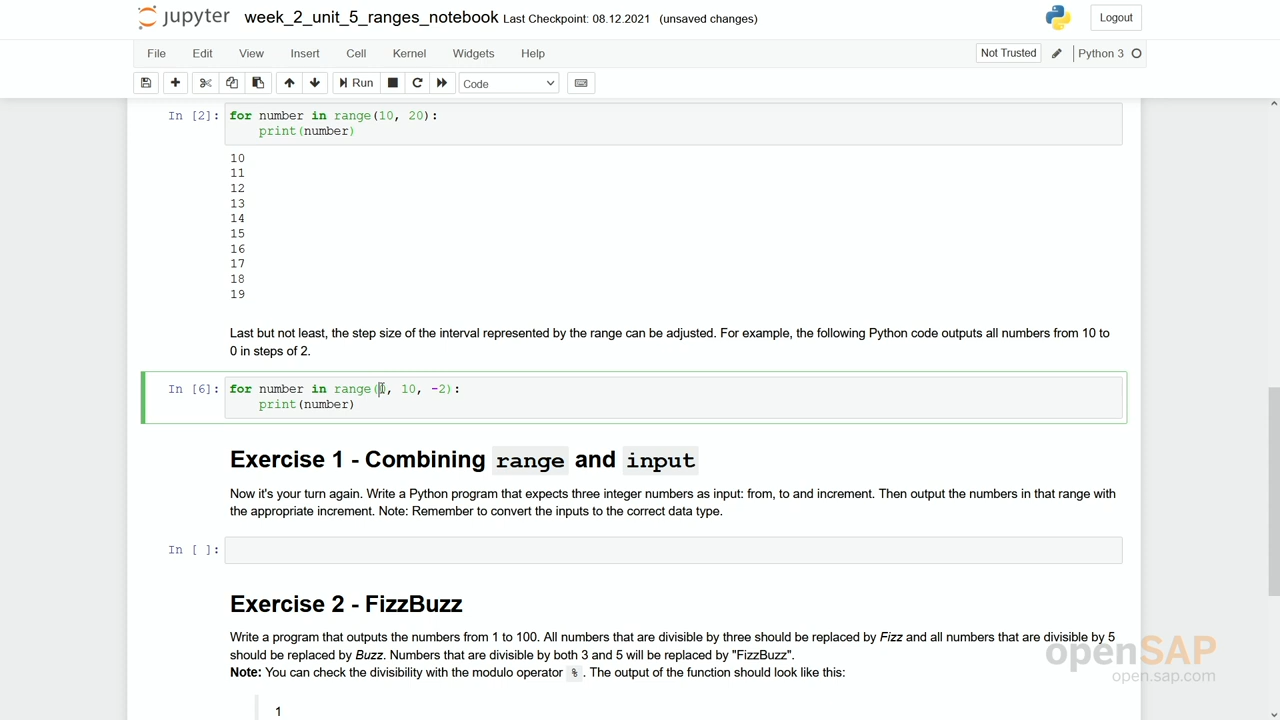 jupyter week_2_unit_5_ranges_notebook Last Checkpoint: 08.12.2021 (unsaved changes) Logout
File Edit View Insert Cell Kernel Widgets Help Not Trusted Python 3
Run Code
In [2]: for number in range(10, 20):
print(number)
10
11
12
13
14
15
16
17
18
19
Last but not least, the step size of the interval represented by the range can be adjusted. For example, the following Python code outputs all numbers from 10 to
0 in steps of 2.
In [6]: for number in range(0, 10, -2):
print(number)
Exercise 1 - Combining range and input
Now it's your turn again. Write a Python program that expects three integer numbers as input: from, to and increment. Then output the numbers in that range with
the appropriate increment. Note: Remember to convert the inputs to the correct data type.
In [ ]:
Exercise 2 - FizzBuzz
Write a program that outputs the numbers from 1 to 100. All numbers that are divisible by three should be replaced by Fizz and all numbers that are divisible by 5
should be replaced by Buzz. Numbers that are divisible by both 3 and 5 will be replaced by "FizzBuzz".
Note: You can check the divisibility with the modulo operator % . The output of the function should look like this:
1
openSAP
open.sap.com